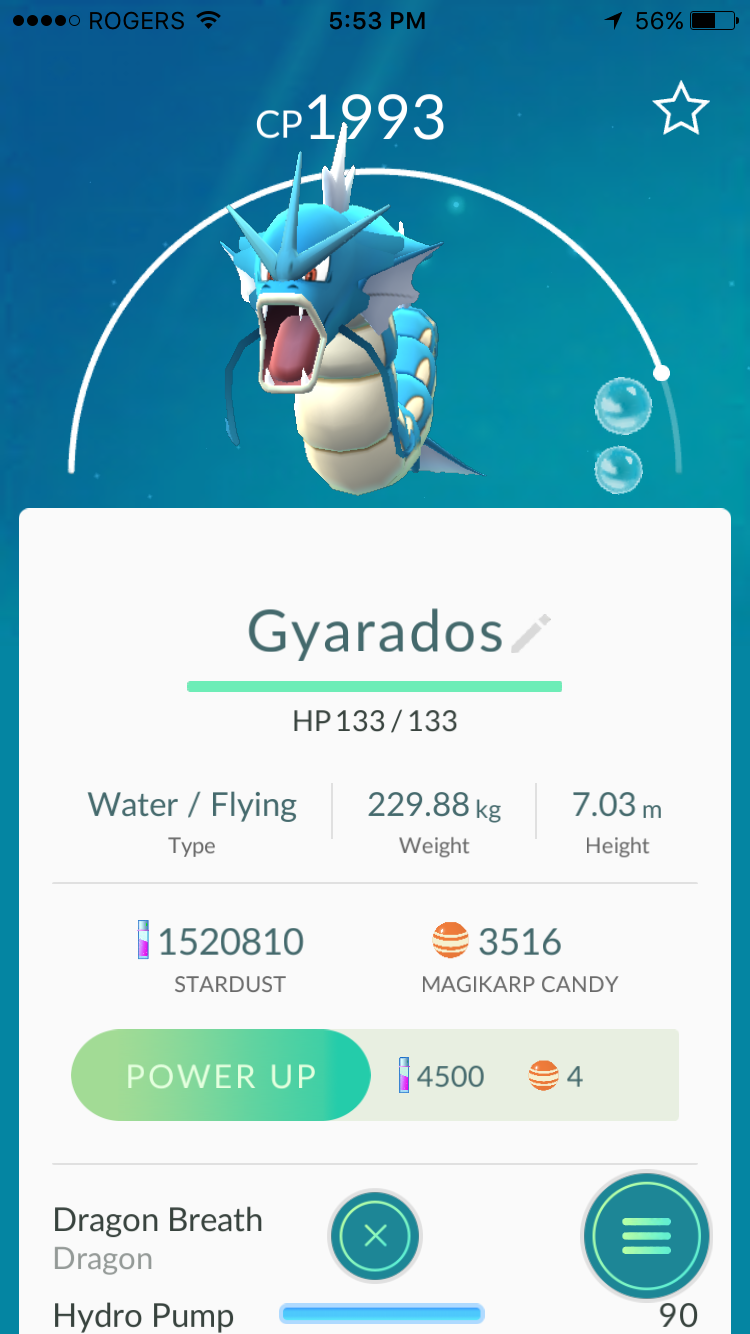 ROGERS 5:53 PM 56%
CP1993
Gyarados
HP 133 / 133
Water / Flying 229.88 kg 7.03 m
Type Weight Height
1520810 3516
STARDUST MAGIKARP CANDY
POWER UP 4500 4
Dragon Breath
Dragon
Hydro Pump 90